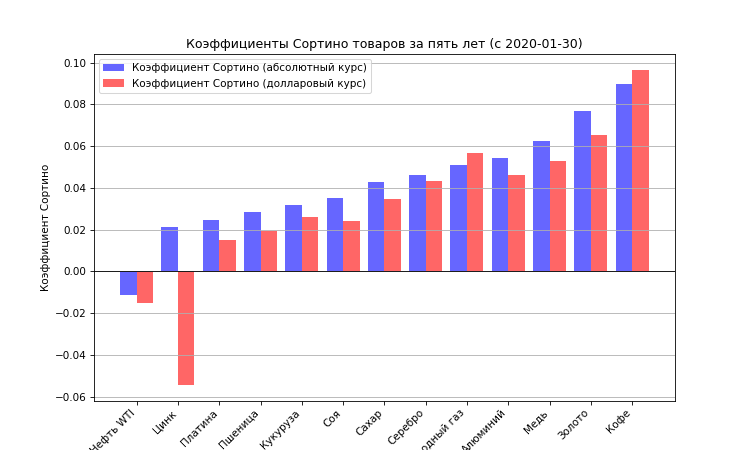 Коэффициенты Сортино товаров за пять лет (с 2020-01-30)
Коэффициент Сортино (абсолютный курс)
Коэффициент Сортино (долларовый курс)
Коэффициент Сортино
0.10
0.08
0.06
0.04
0.02
0.00
−0.02
−0.04
−0.06
Нефть WTI
Цинк
Платина
Пшеница
Кукуруза
Соя
Сахар
Серебро
газ
Алюминий
Медь
Золото
Кофе